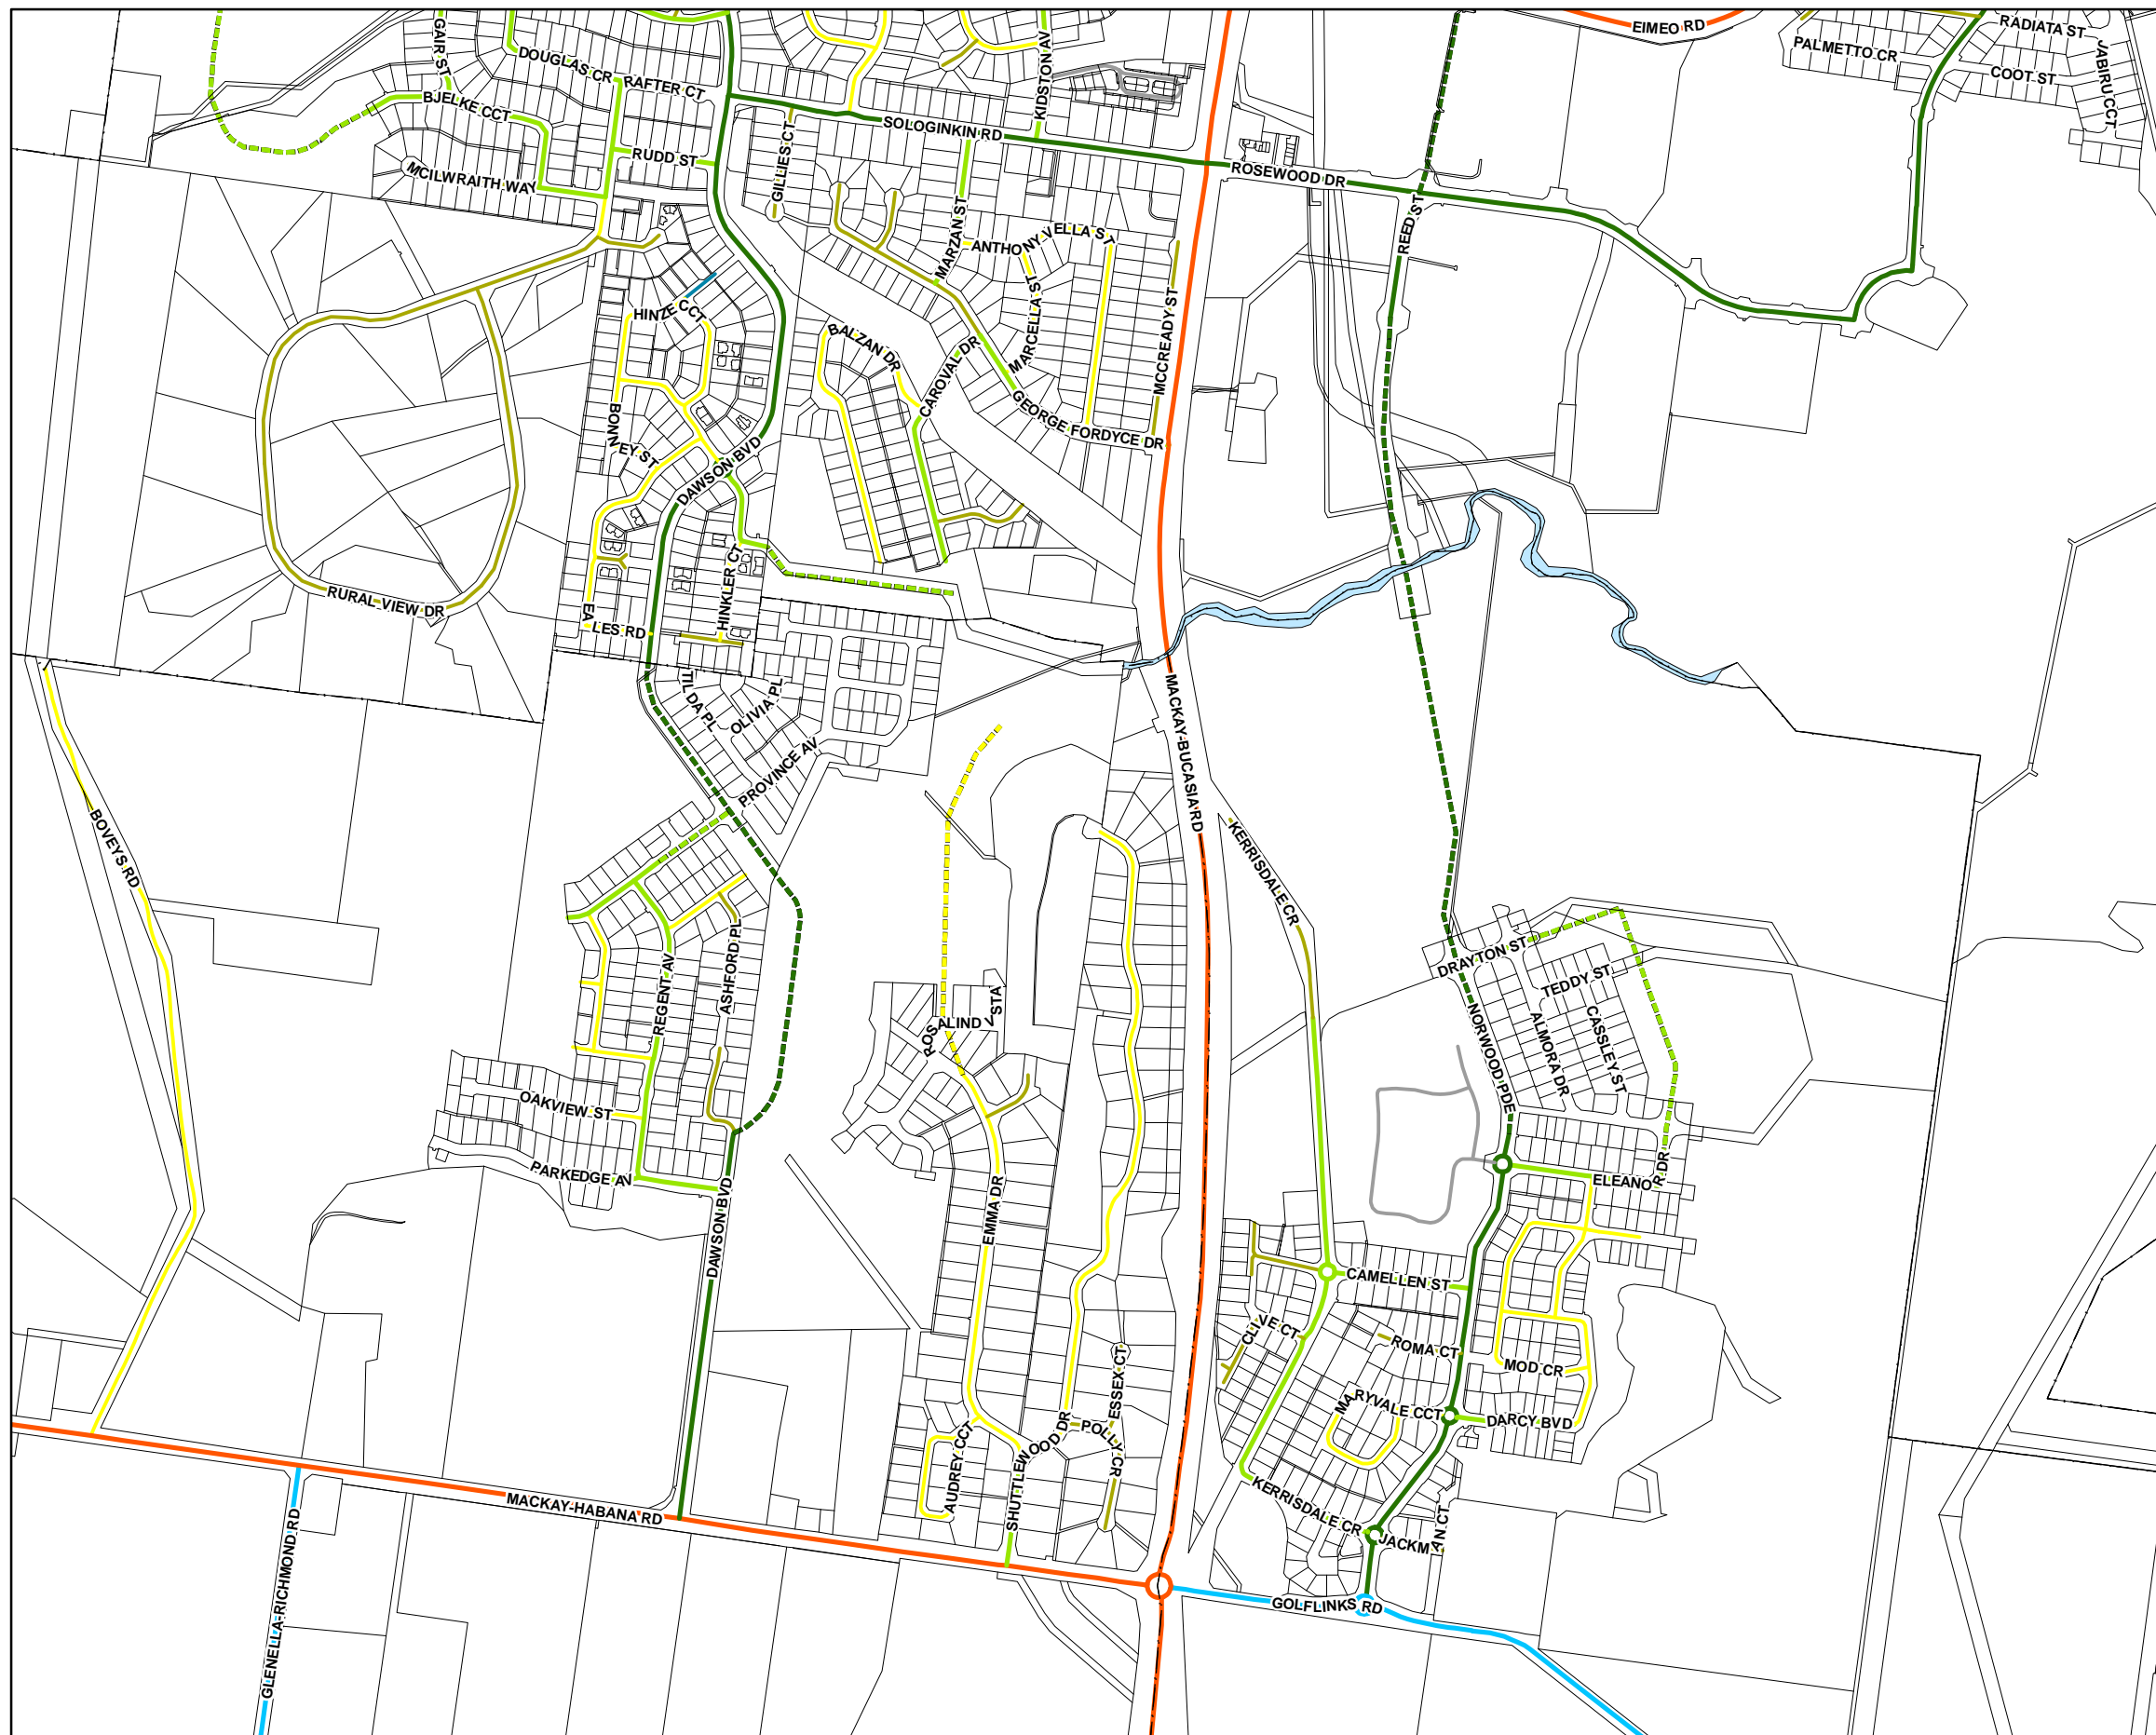 EIMEO RD
RADIATA ST
GAIR ST
DOUGLAS CR
RAFTER CT
PALMETTO CR
COOT ST
JABIRU CCT
KIDSTON AV
BJELKE CCT
SOLOGINKIN RD
RUDD ST
GILLIES CT
MCILWRAITH WAY
ROSEWOOD DR
REED ST
MARZAN ST
ANTHONY VELLA ST
HINZE CCT
MARCELLA ST
MCCREADY ST
BALZAN DR
CAROVAL DR
BONNEY ST
GEORGE FORDYCE DR
DAWSON BVD
HINKLER CT
RURAL VIEW DR
EALES RD
TILDA PL
OLIVIA PL
PROVINCE AV
MACKAY-BUCASIA RD
BOVEYS RD
KERRISDALE CR
DRAYTON ST
TEDDY ST
ASHFORD PL
REGENT AV
ROSALIND VISTA
NORWOOD PDE
ALMORA DR
CASSLEY ST
OAKVIEW ST
PARKEDGE AV
ELEANOR DR
EMMA DR
DAWSON BVD
CAMELLEN ST
CLIVE CT
ROMA CT
MOD CR
ESSEX CT
MARYVALE CCT
DARCY BVD
POLLY CR
AUDREY CCT
SHUTTLEWOOD DR
KERRISDALE CR
JACKMAN CT
MACKAY-HABANA RD
GLENELLA-RICHMOND RD
GOLFLINKS RD